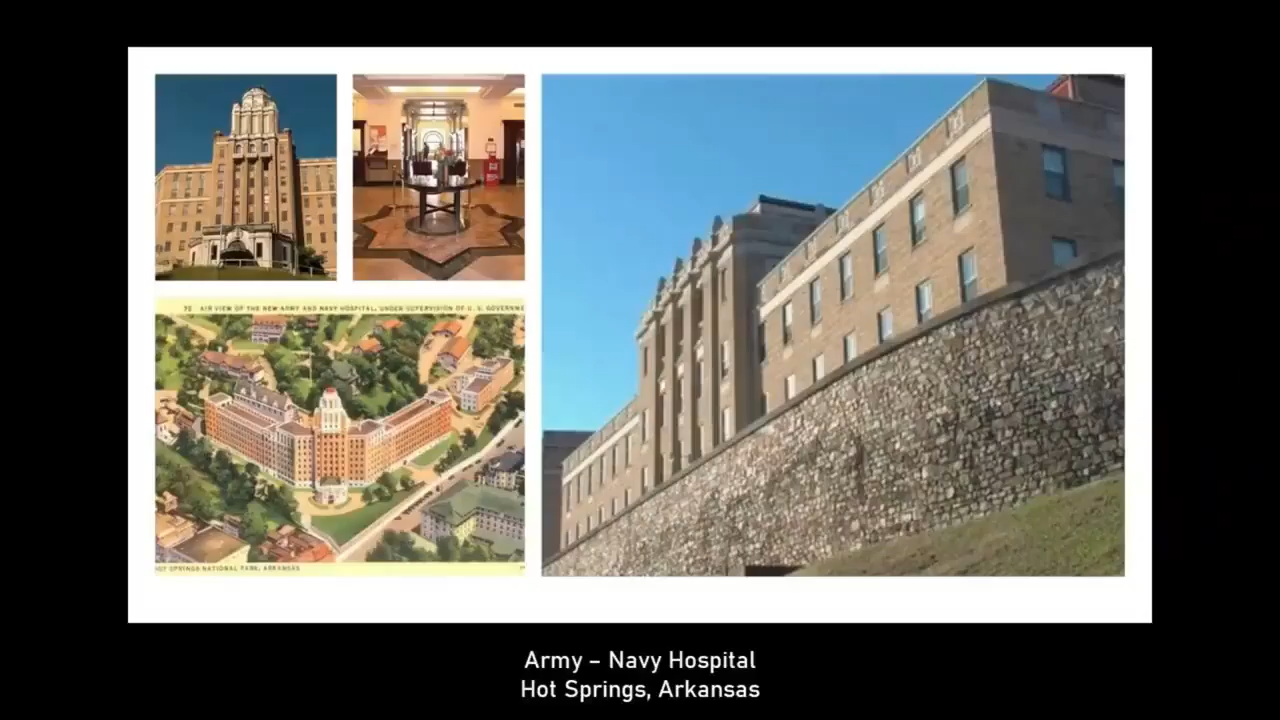 72 AIR VIEW OF THE NEW ARMY AND NAVY HOSPITAL, UNDER SUPERVISION OF U. S. GOVERNME
HOT SPRINGS NATIONAL PARK, ARKANSAS
Army – Navy Hospital
Hot Springs, Arkansas